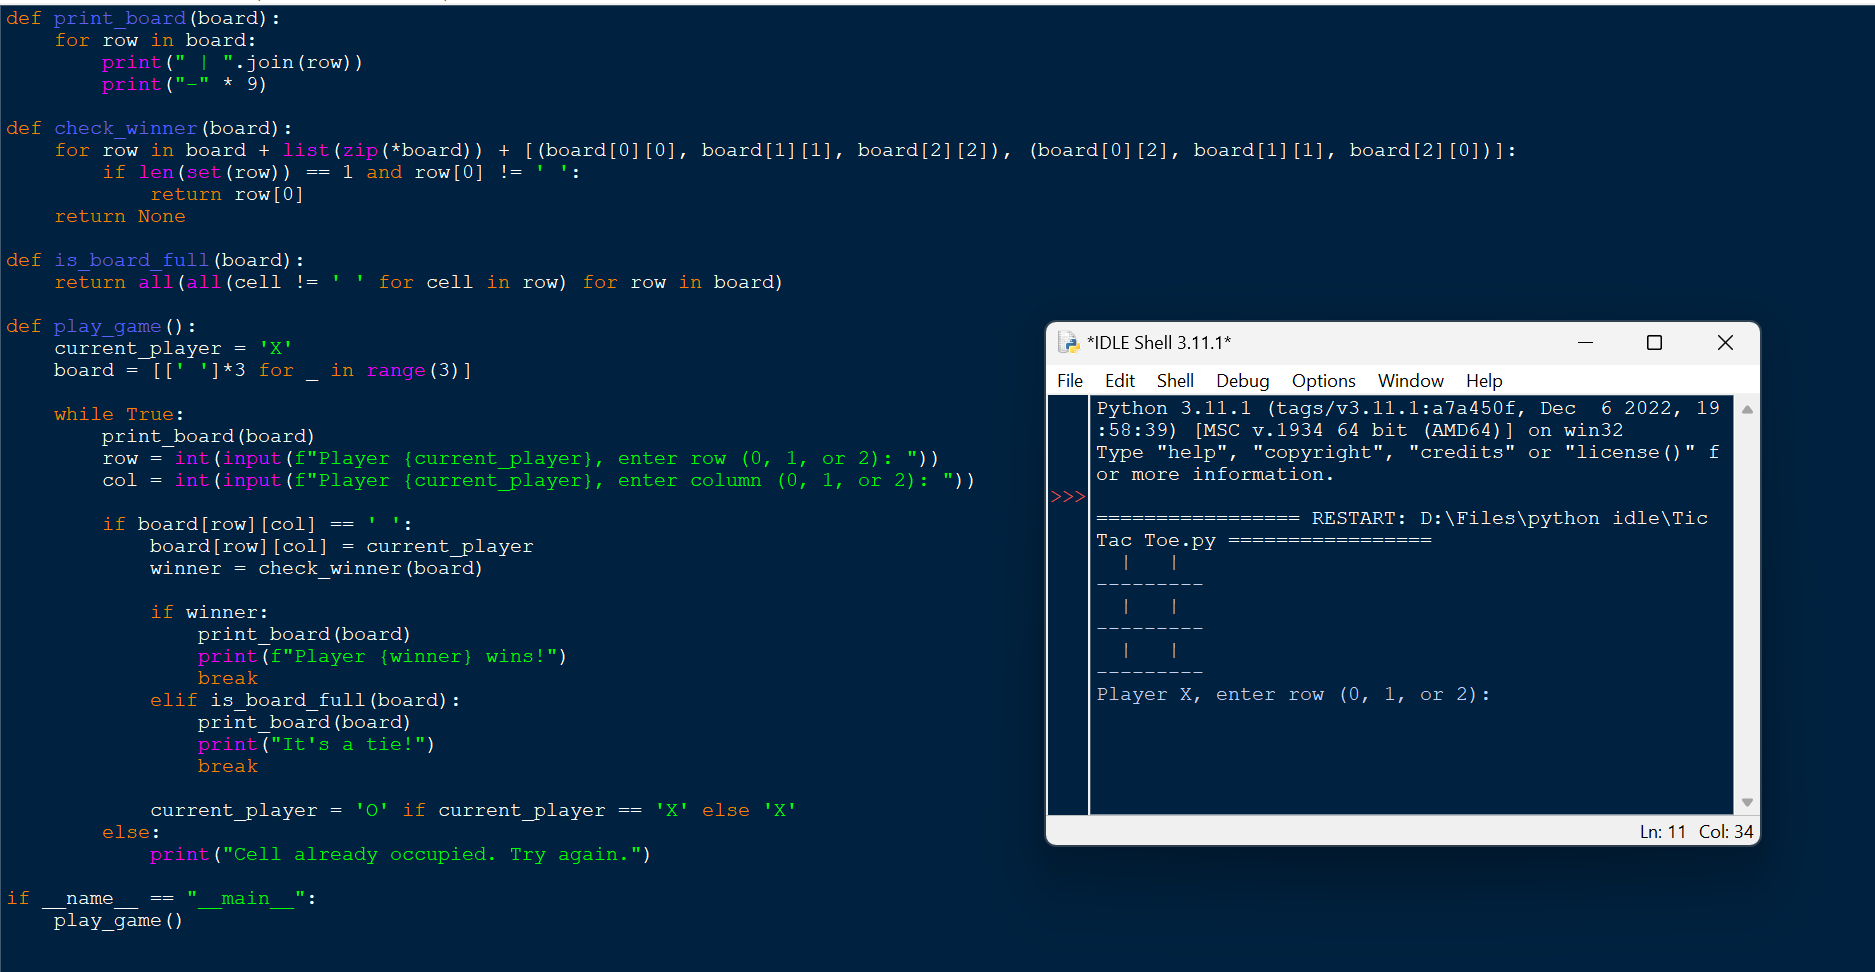 def print_board(board):
    for row in board:
        print(" | ".join(row))
        print("-" * 9)

def check_winner(board):
    for row in board + list(zip(*board)) + [(board[0][0], board[1][1], board[2][2]), (board[0][2], board[1][1], board[2][0])]:
        if len(set(row)) == 1 and row[0] != ' ':
            return row[0]
    return None

def is_board_full(board):
    return all(all(cell != ' ' for cell in row) for row in board)

def play_game():
    current_player = 'X'
    board = [[' ']*3 for _ in range(3)]

    while True:
        print_board(board)
        row = int(input(f"Player {current_player}, enter row (0, 1, or 2): "))
        col = int(input(f"Player {current_player}, enter column (0, 1, or 2): "))

        if board[row][col] == ' ':
            board[row][col] = current_player
            winner = check_winner(board)

            if winner:
                print_board(board)
                print(f"Player {winner} wins!")
                break
            elif is_board_full(board):
                print_board(board)
                print("It's a tie!")
                break

            current_player = 'O' if current_player == 'X' else 'X'
        else:
            print("Cell already occupied. Try again.")

if __name__ == "__main__":
    play_game()

*IDLE Shell 3.11.1*
File Edit Shell Debug Options Window Help
Python 3.11.1 (tags/v3.11.1:a7a450f, Dec  6 2022, 19
:58:39) [MSC v.1934 64 bit (AMD64)] on win32
Type "help", "copyright", "credits" or "license()" f
or more information.
>>>
================= RESTART: D:\Files\python idle\Tic
Tac Toe.py =================
  |   |
---------
  |   |
---------
  |   |
---------
Player X, enter row (0, 1, or 2):
Ln: 11 Col: 34